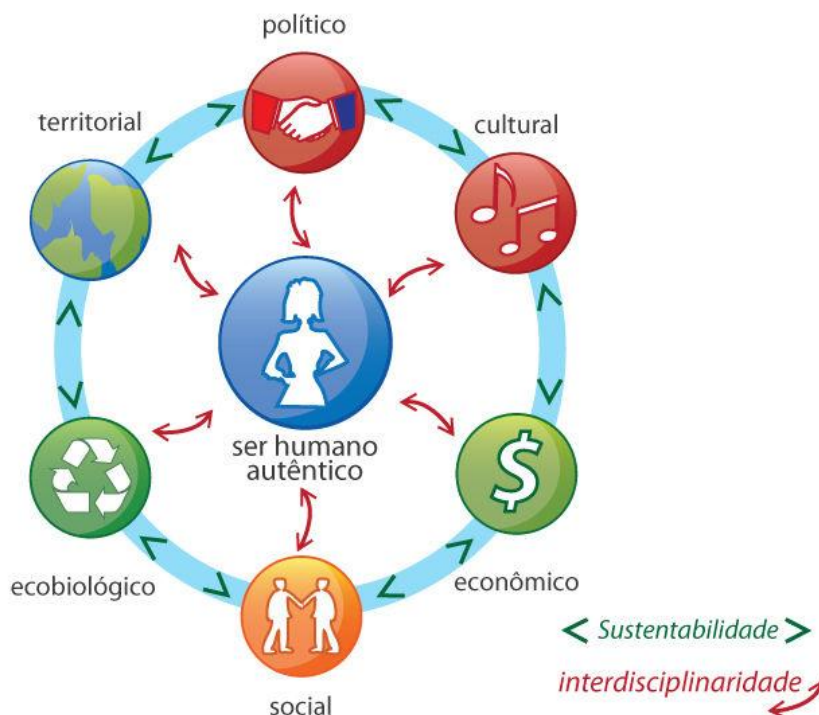 político
territorial
cultural
ser humano
autêntico
$
ecobiológico
econômico
social
< Sustentabilidade >
interdisciplinaridade